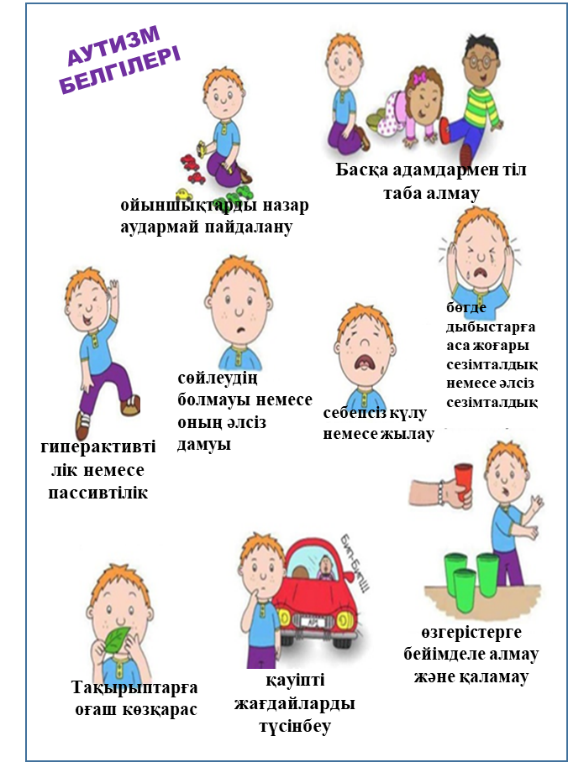 АУТИЗМ
БЕЛГІЛЕРІ
Басқа адамдармен тіл
таба алмау
ойыншықтарды назар
аудармай пайдалану
бөгде
дыбыстарға
аса жоғары
сезімталдық
немесе әлсіз
сезімталдық
сөйлеудің
болмауы немесе
оның әлсіз
дамуы
себепсіз күлу
немесе жылау
гиперактивті
лік немесе
пассивтілік
Бип-Бип!!!
өзгерістерге
бейімделе алмау
және қаламау
қауіпті
жағдайларды
түсінбеу
Тақырыптарға
оғаш көзқарас